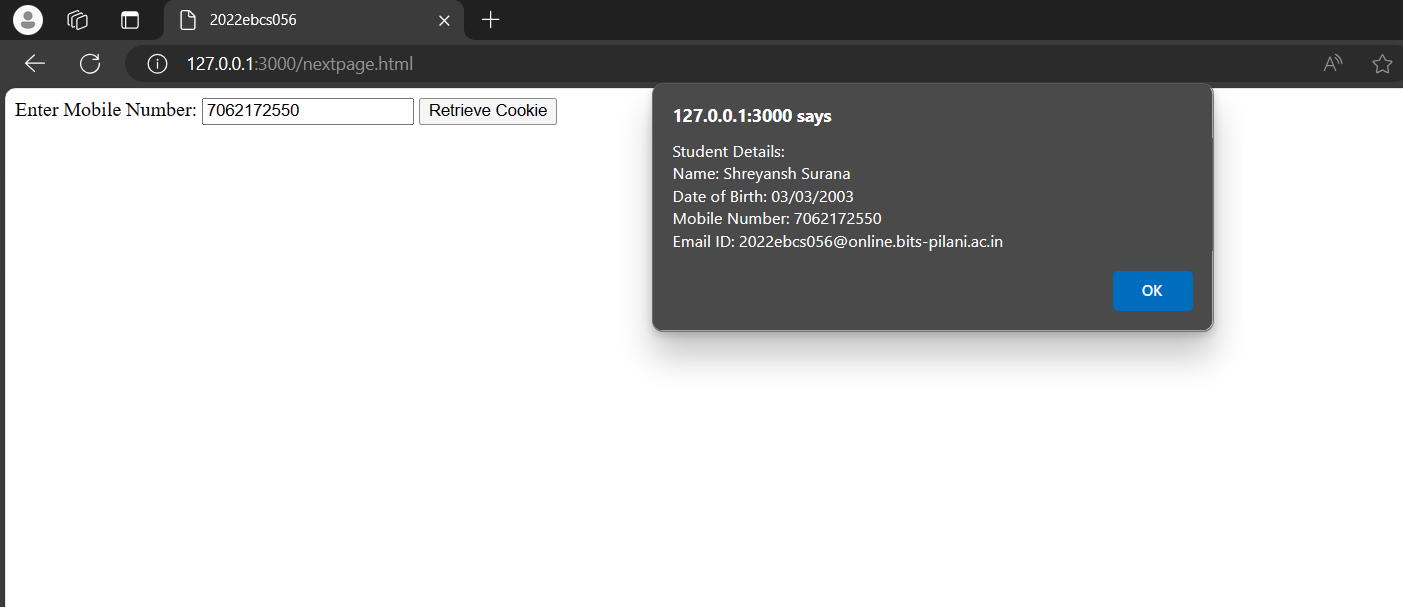 2022ebcs056
127.0.0.1:3000/nextpage.html
Enter Mobile Number: 7062172550 Retrieve Cookie
127.0.0.1:3000 says
Student Details:
Name: Shreyansh Surana
Date of Birth: 03/03/2003
Mobile Number: 7062172550
Email ID: 2022ebcs056@online.bits-pilani.ac.in
OK